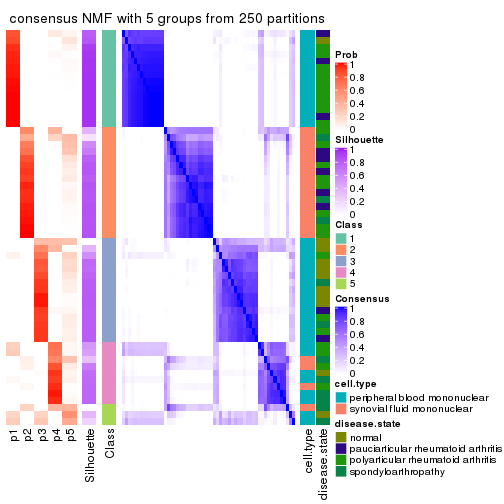 consensus NMF with 5 groups from 250 partitions
Prob
1
0.8
0.6
0.4
0.2
0
Silhouette
1
0.8
0.6
0.4
0.2
0
Class
1
2
3
4
5
Consensus
1
0.8
0.6
0.4
0.2
0
cell.type
peripheral blood mononuclear
synovial fluid mononuclear
disease.state
normal
pauciarticular rheumatoid arthritis
polyarticular rheumatoid arthritis
spondyloarthropathy
p1
p2
p3
p4
p5
Silhouette
Class
cell.type
disease.state